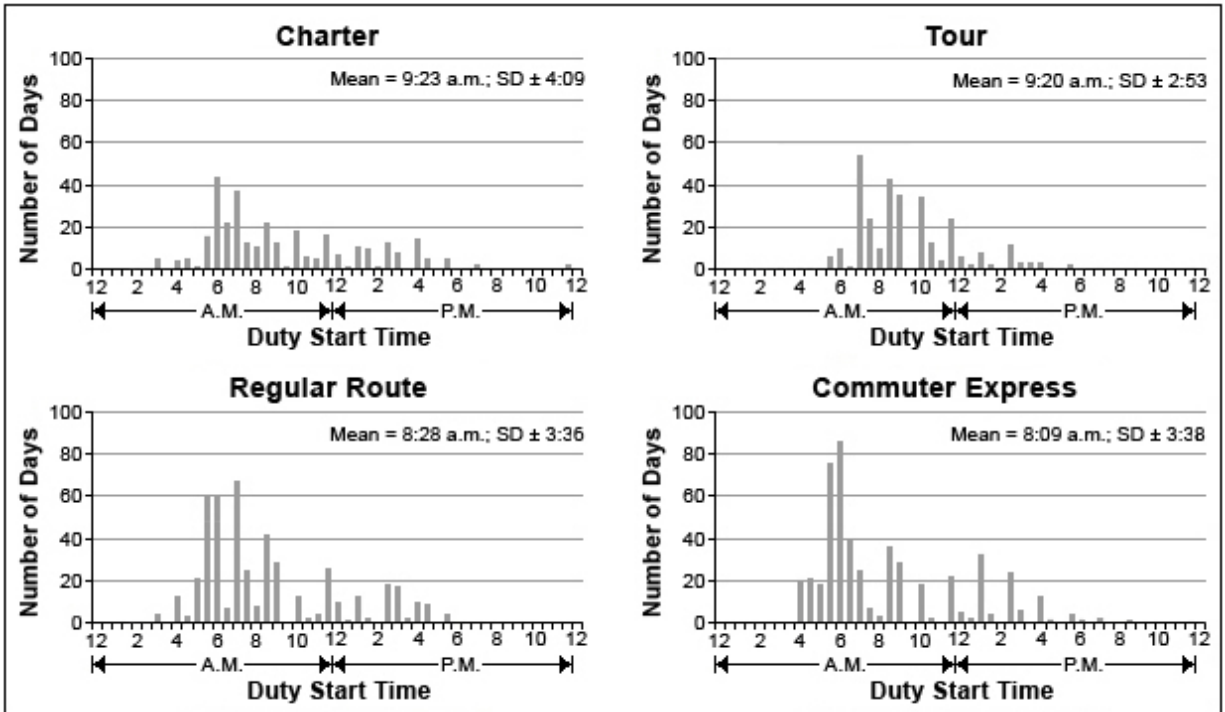 Charter
Mean = 9:23 a.m.; SD ± 4:09
Number of Days
100
80
60
40
20
0
12 2 4 6 8 10 12 2 4 6 8 10 12
A.M. P.M.
Duty Start Time
Tour
Mean = 9:20 a.m.; SD ± 2:53
Number of Days
100
80
60
40
20
0
12 2 4 6 8 10 12 2 4 6 8 10 12
A.M. P.M.
Duty Start Time
Regular Route
Mean = 8:28 a.m.; SD ± 3:36
Number of Days
100
80
60
40
20
0
12 2 4 6 8 10 12 2 4 6 8 10 12
A.M. P.M.
Duty Start Time
Commuter Express
Mean = 8:09 a.m.; SD ± 3:38
Number of Days
100
80
60
40
20
0
12 2 4 6 8 10 12 2 4 6 8 10 12
A.M. P.M.
Duty Start Time